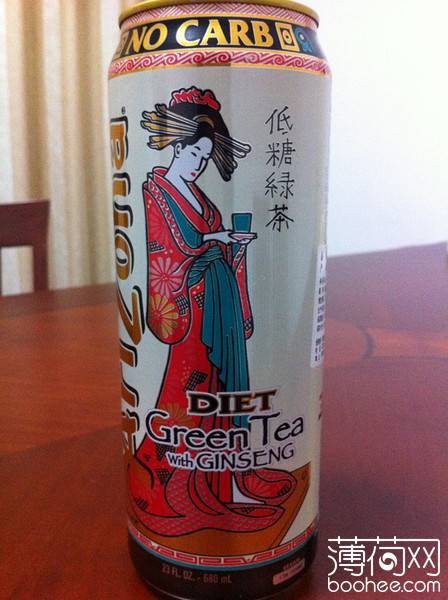 NO CARB
AriZona
低糖緑茶
DIET
Green Tea
With GINSENG
23 FL. OZ. - 680 mL
薄荷网
boohee.com